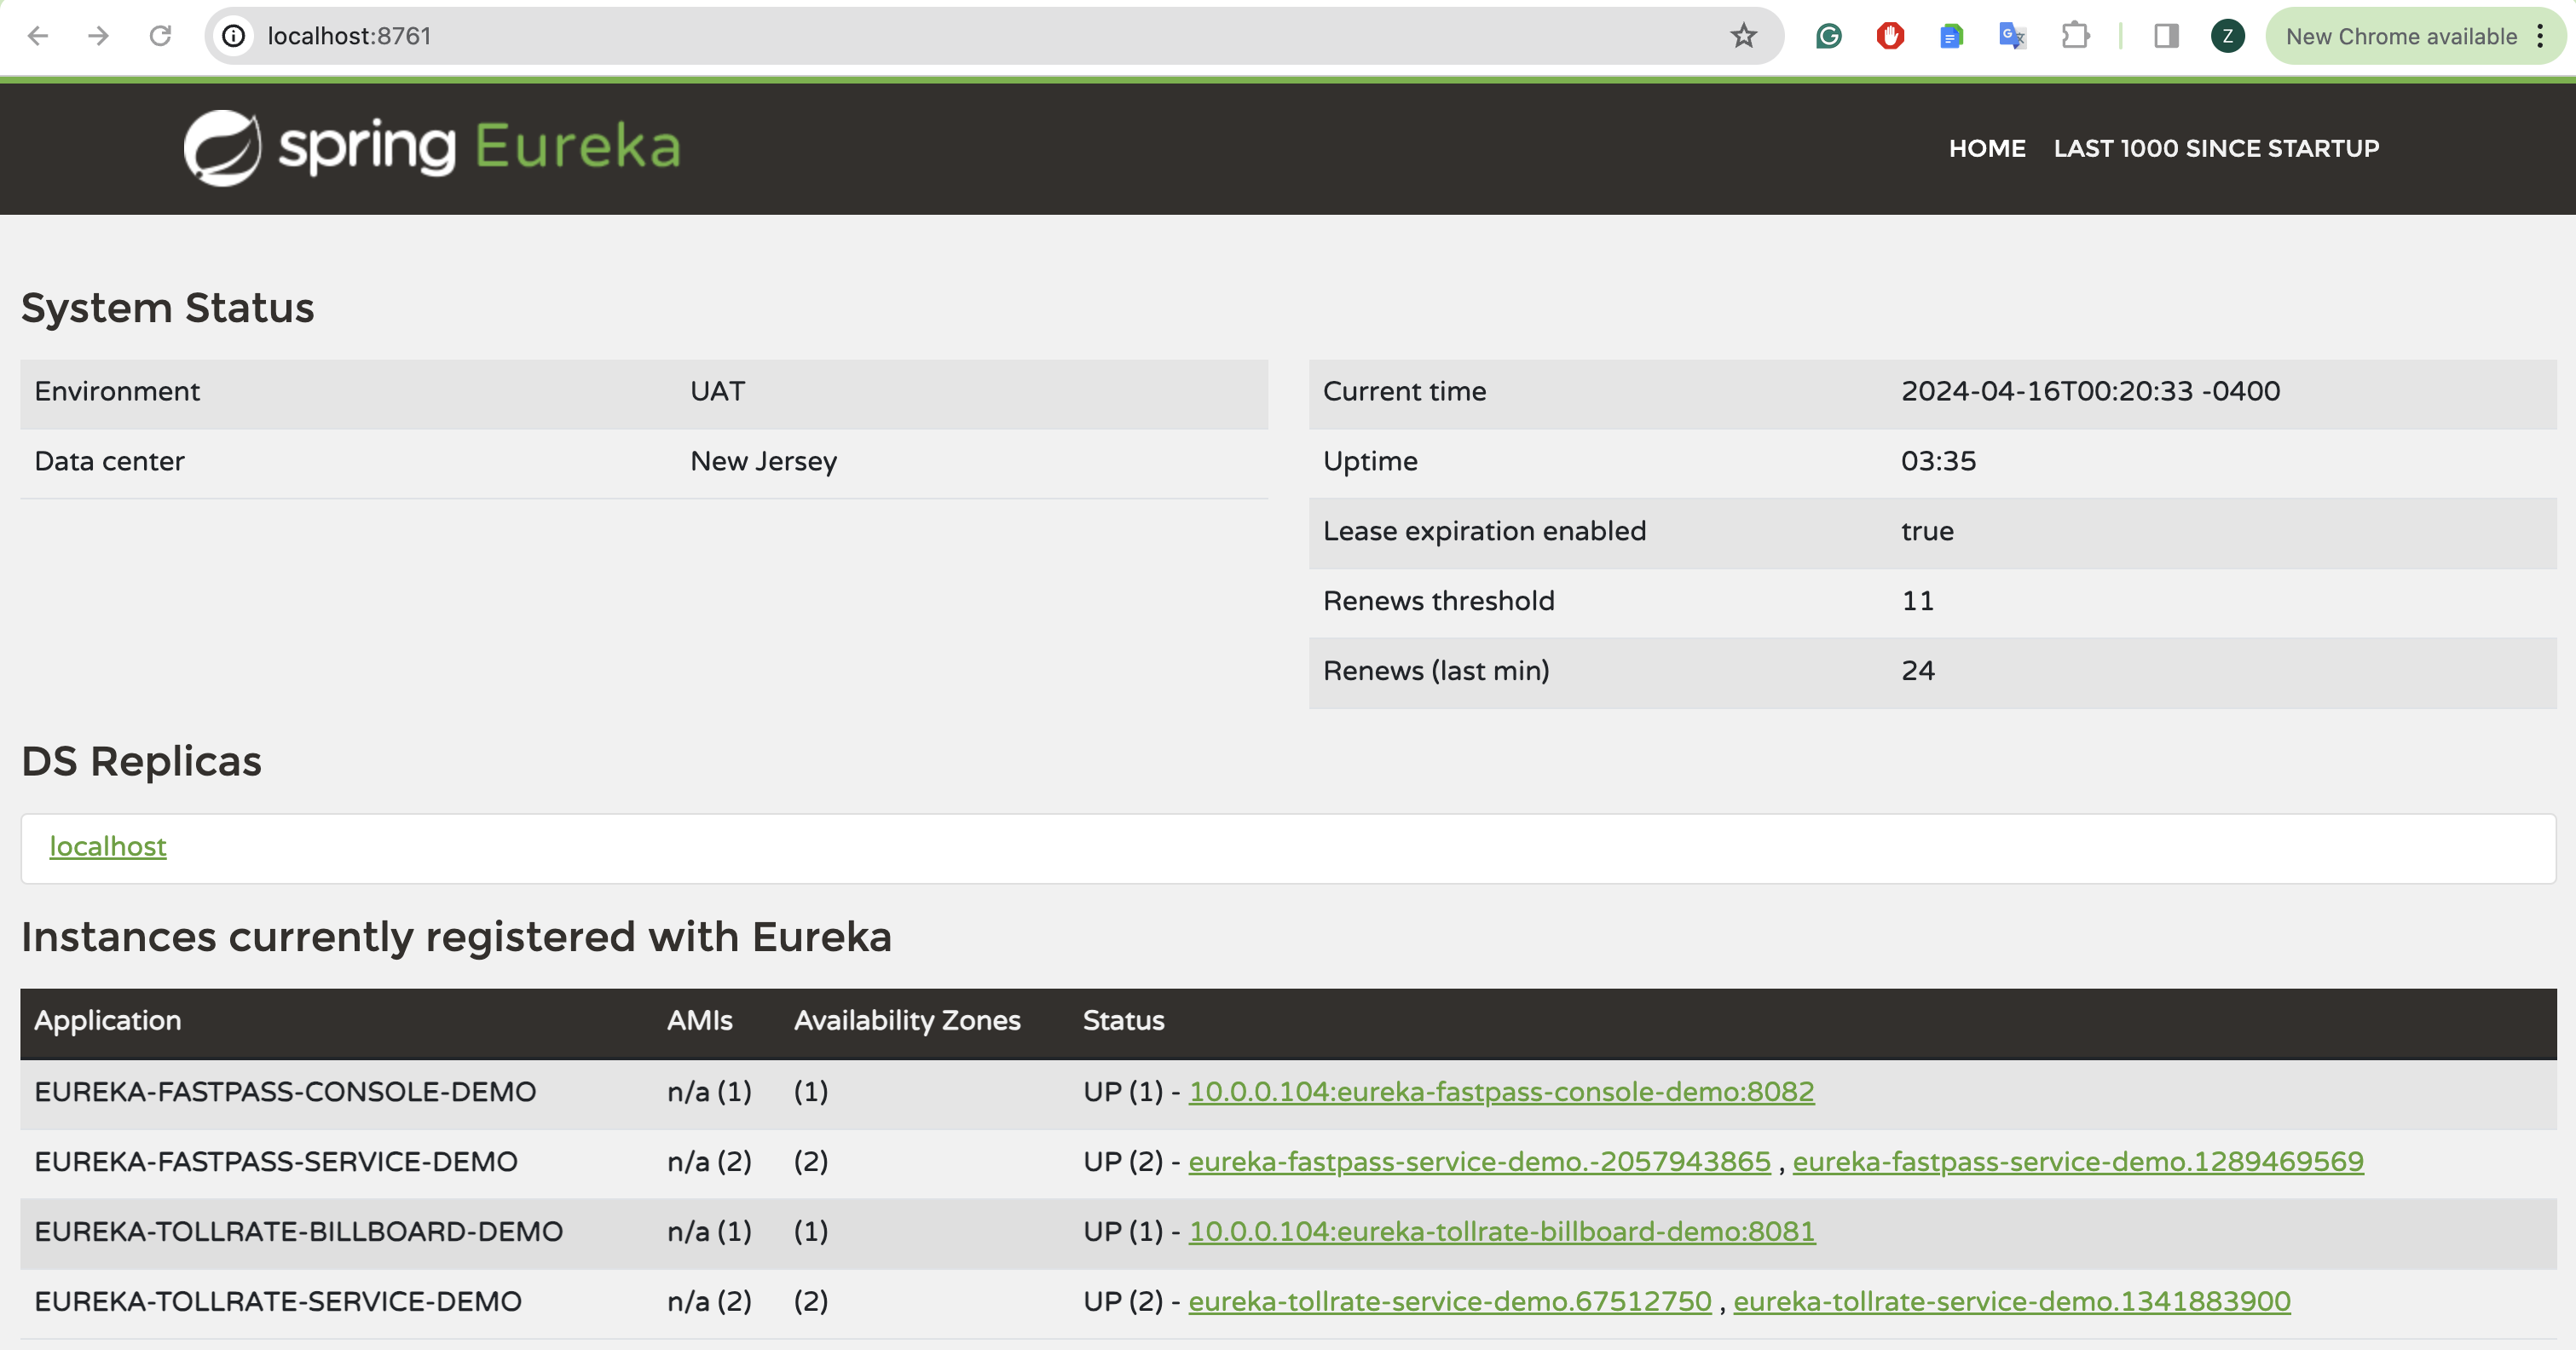 localhost:8761
Z
New Chrome available
spring Eureka
HOME LAST 1000 SINCE STARTUP
System Status
Environment UAT
Data center New Jersey
Current time 2024-04-16T00:20:33 -0400
Uptime 03:35
Lease expiration enabled true
Renews threshold 11
Renews (last min) 24
DS Replicas
localhost
Instances currently registered with Eureka
Application AMIs Availability Zones Status
EUREKA-FASTPASS-CONSOLE-DEMO n/a (1) (1) UP (1) - 10.0.0.104:eureka-fastpass-console-demo:8082
EUREKA-FASTPASS-SERVICE-DEMO n/a (2) (2) UP (2) - eureka-fastpass-service-demo.-2057943865 , eureka-fastpass-service-demo.1289469569
EUREKA-TOLLRATE-BILLBOARD-DEMO n/a (1) (1) UP (1) - 10.0.0.104:eureka-tollrate-billboard-demo:8081
EUREKA-TOLLRATE-SERVICE-DEMO n/a (2) (2) UP (2) - eureka-tollrate-service-demo.67512750 , eureka-tollrate-service-demo.1341883900